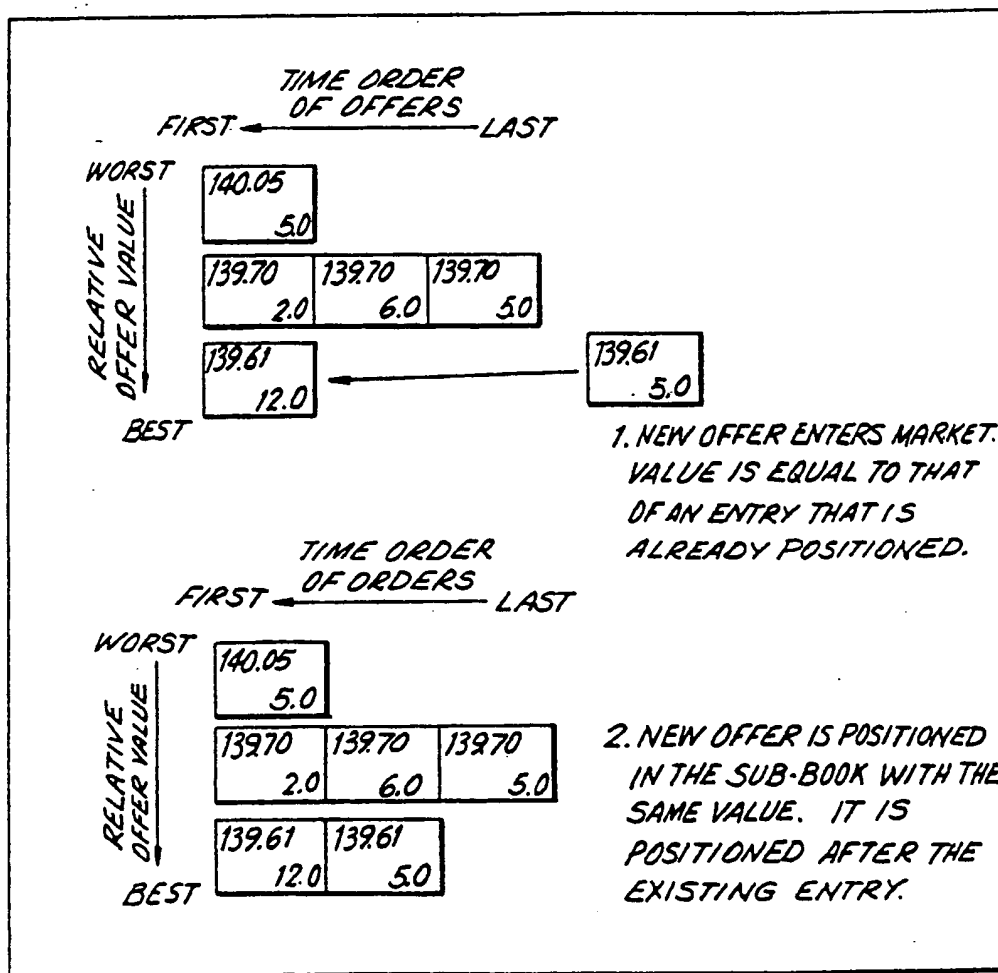 TIME ORDER
OF OFFERS
FIRST LAST
WORST
RELATIVE
OFFER VALUE
BEST
140.05
5.0
139.70 139.70 139.70
2.0 6.0 5.0
139.61 139.61
12.0 5.0
1. NEW OFFER ENTERS MARKET.
VALUE IS EQUAL TO THAT
OF AN ENTRY THAT IS
ALREADY POSITIONED.
TIME ORDER
OF ORDERS
FIRST LAST
WORST
RELATIVE
OFFER VALUE
BEST
140.05
5.0
139.70 139.70 139.70
2.0 6.0 5.0
139.61 139.61
12.0 5.0
2. NEW OFFER IS POSITIONED
IN THE SUB-BOOK WITH THE
SAME VALUE. IT IS
POSITIONED AFTER THE
EXISTING ENTRY.